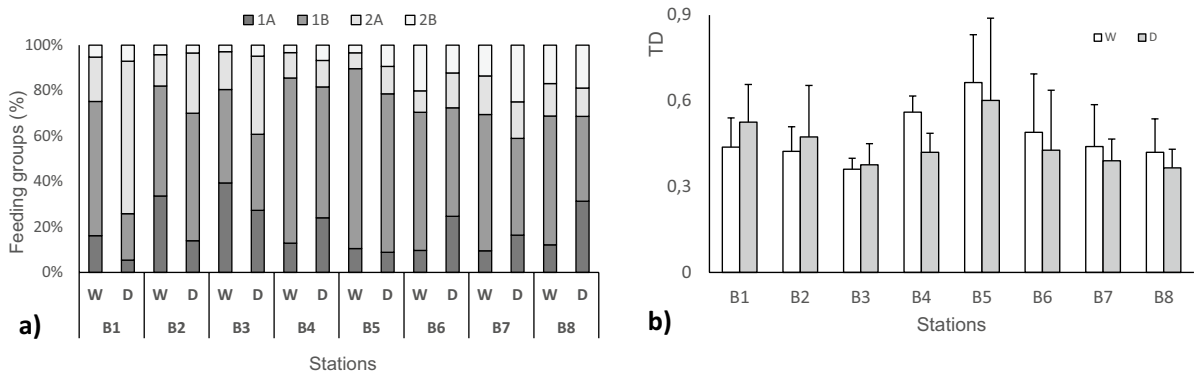 1A 1B 2A 2B
100%
80%
60%
40%
20%
0%
Feeding groups (%)
W D W D W D W D W D W D W D W D
B1 B2 B3 B4 B5 B6 B7 B8
a)
Stations
0,9
0,6
0,3
0
TD
W D
B1 B2 B3 B4 B5 B6 B7 B8
b)
Stations